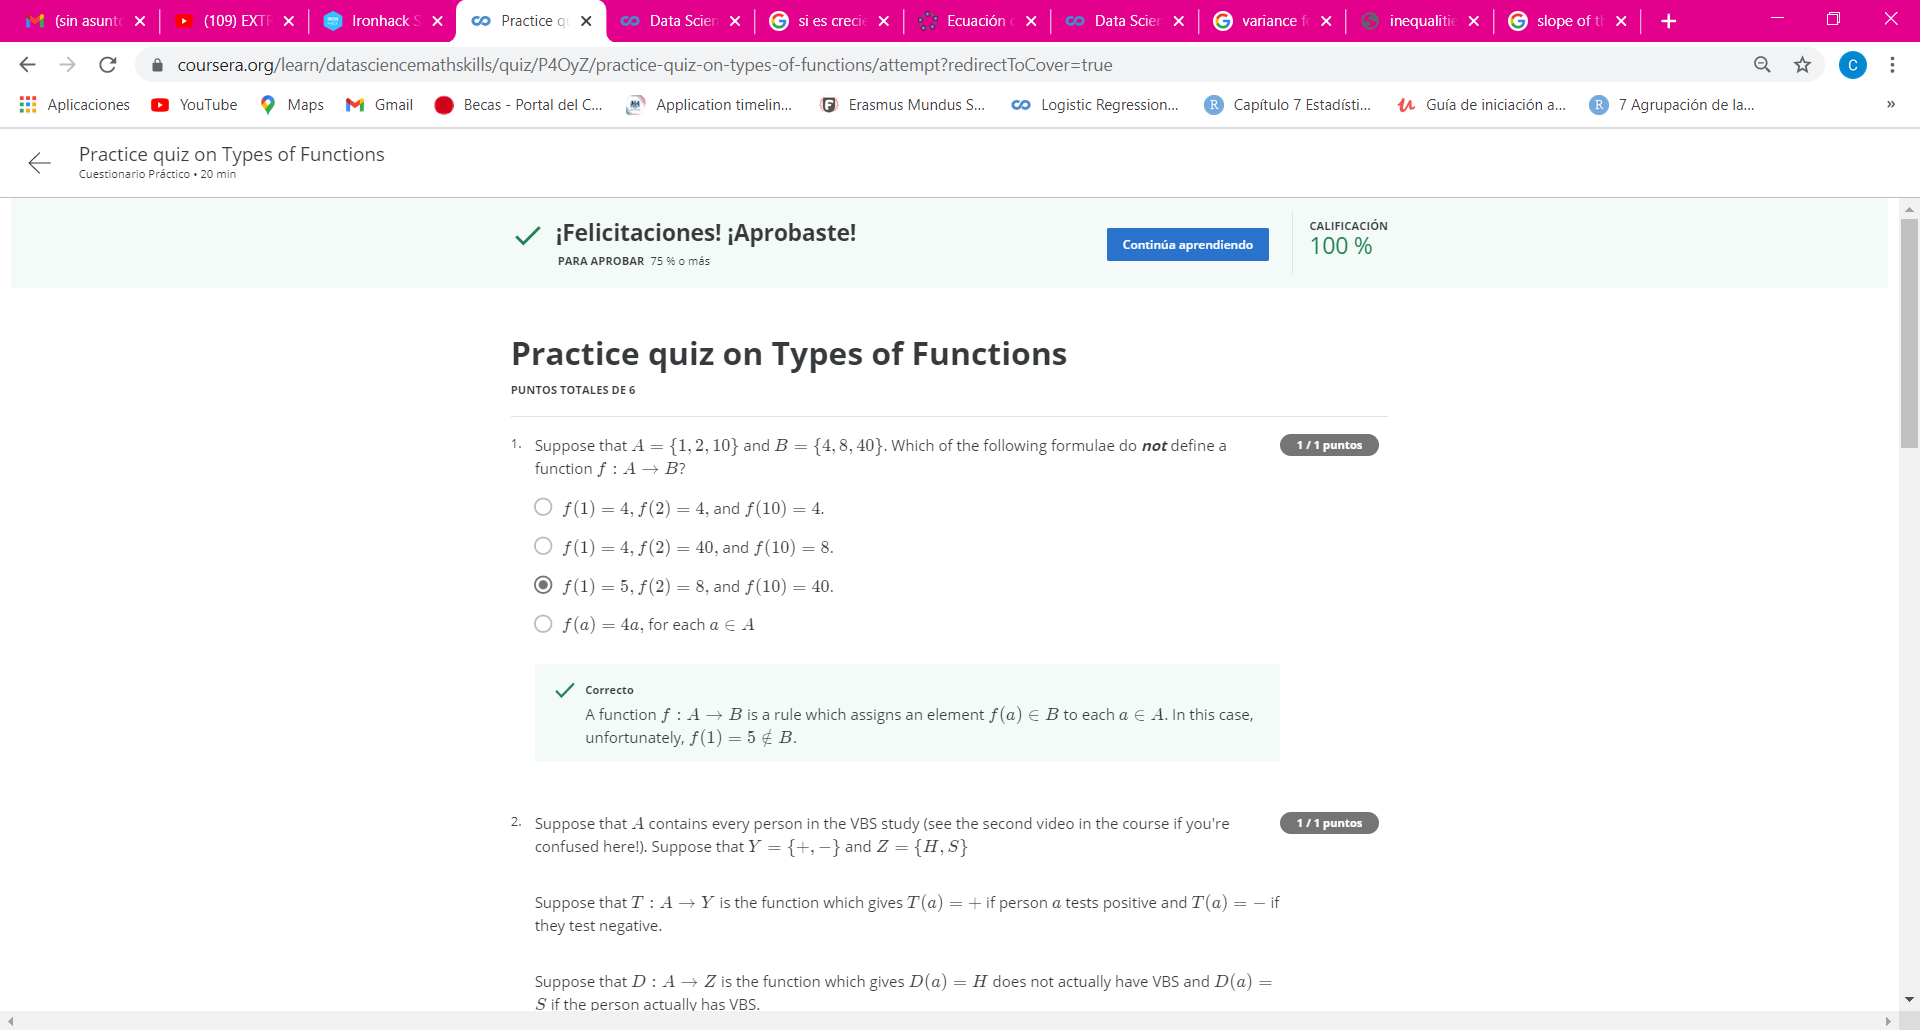 (sin asunt
(109) EXTR
Ironhack S
Practice qu
Data Scien
si es crecie
Ecuación d
Data Scien
variance fo
inequalitie
slope of th
coursera.org/learn/datasciencemathskills/quiz/P4OyZ/practice-quiz-on-types-of-functions/attempt?redirectToCover=true
C
Aplicaciones
YouTube
Maps
Gmail
Becas - Portal del C...
Application timelin...
Erasmus Mundus S...
Logistic Regression...
R
Capítulo 7 Estadísti...
Guía de iniciación a...
R
7 Agrupación de la...
»
Practice quiz on Types of Functions
Cuestionario Práctico • 20 min
¡Felicitaciones! ¡Aprobaste!
PARA APROBAR 75 % o más
Continúa aprendiendo
CALIFICACIÓN
100 %
Practice quiz on Types of Functions
PUNTOS TOTALES DE 6
1. Suppose that A = {1, 2, 10} and B = {4, 8, 40}. Which of the following formulae do not define a
function f : A → B?
1 / 1 puntos
f(1) = 4, f(2) = 4, and f(10) = 4.
f(1) = 4, f(2) = 40, and f(10) = 8.
f(1) = 5, f(2) = 8, and f(10) = 40.
f(a) = 4a, for each a ∈ A
Correcto
A function f : A → B is a rule which assigns an element f(a) ∈ B to each a ∈ A. In this case,
unfortunately, f(1) = 5 ∉ B.
2. Suppose that A contains every person in the VBS study (see the second video in the course if you're
confused here!). Suppose that Y = {+, −} and Z = {H, S}
1 / 1 puntos
Suppose that T : A → Y is the function which gives T(a) = + if person a tests positive and T(a) = − if
they test negative.
Suppose that D : A → Z is the function which gives D(a) = H does not actually have VBS and D(a) =
S if the person actually has VBS.